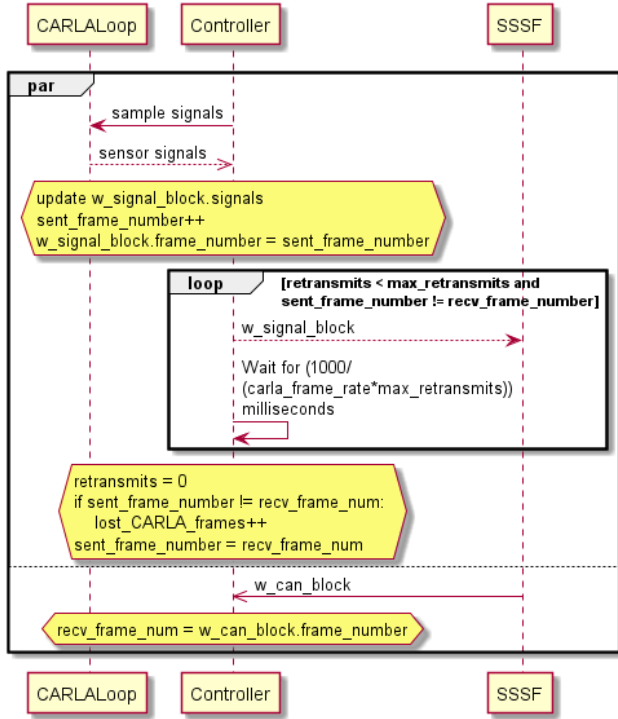 CARLALoop
Controller
SSSF
par
sample signals
sensor signals
update w_signal_block.signals
sent_frame_number++
w_signal_block.frame_number = sent_frame_number
loop
[retransmits < max_retransmits and
sent_frame_number != recv_frame_number]
w_signal_block
Wait for (1000/
(carla_frame_rate*max_retransmits))
milliseconds
retransmits = 0
if sent_frame_number != recv_frame_num:
lost_CARLA_frames++
sent_frame_number = recv_frame_num
w_can_block
recv_frame_num = w_can_block.frame_number
CARLALoop
Controller
SSSF